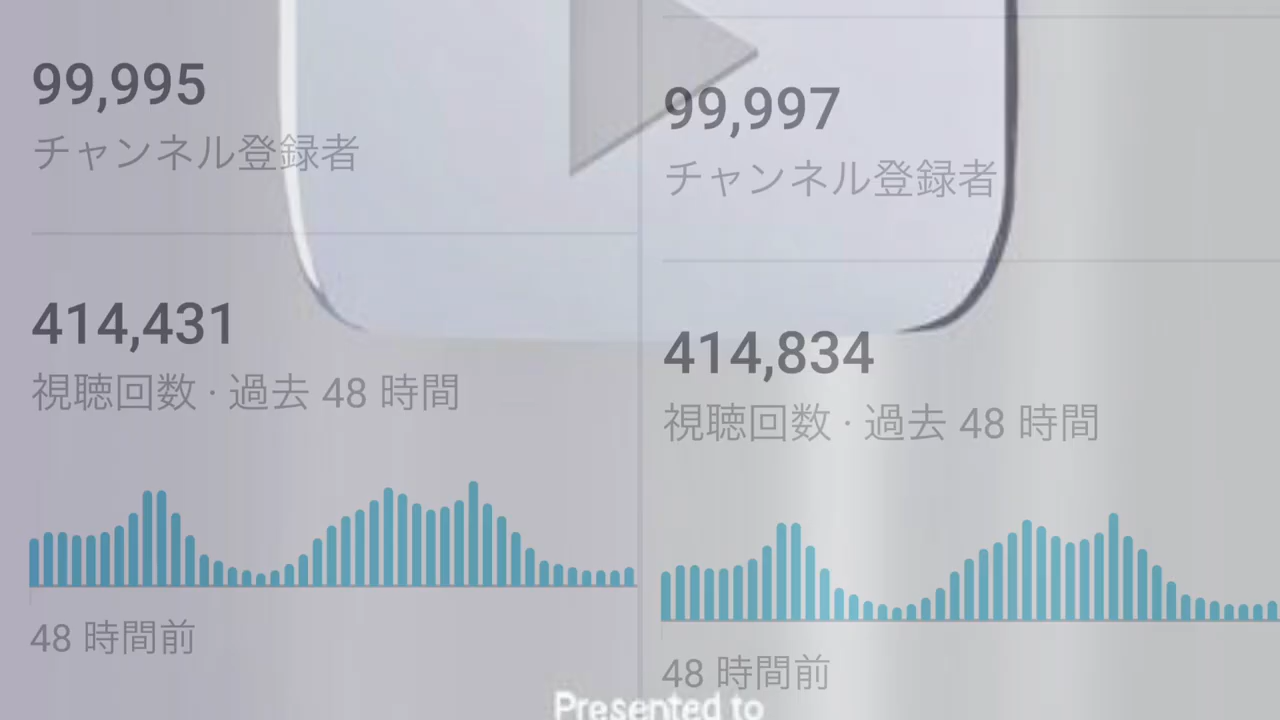 99,995
チャンネル登録者
414,431
視聴回数 · 過去 48 時間
48 時間前
99,997
チャンネル登録者
414,834
視聴回数 · 過去 48 時間
48 時間前
Presented to